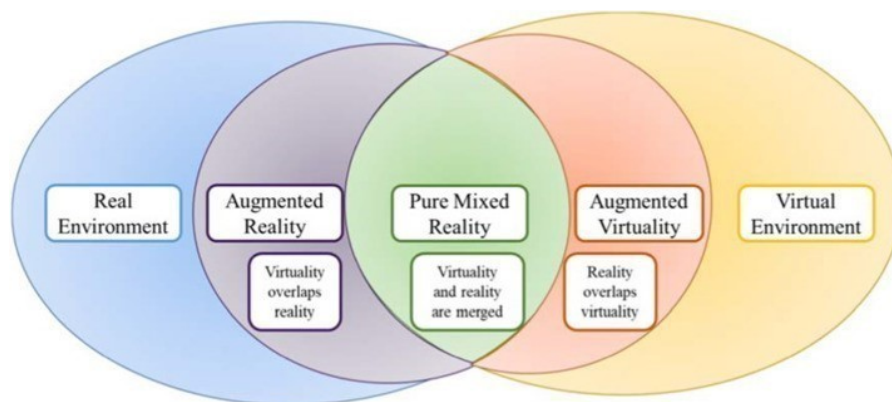 Real
Environment
Augmented
Reality
Pure Mixed
Reality
Augmented
Virtuality
Virtual
Environment
Virtuality
overlaps
reality
Virtuality
and reality
are merged
Reality
overlaps
virtuality